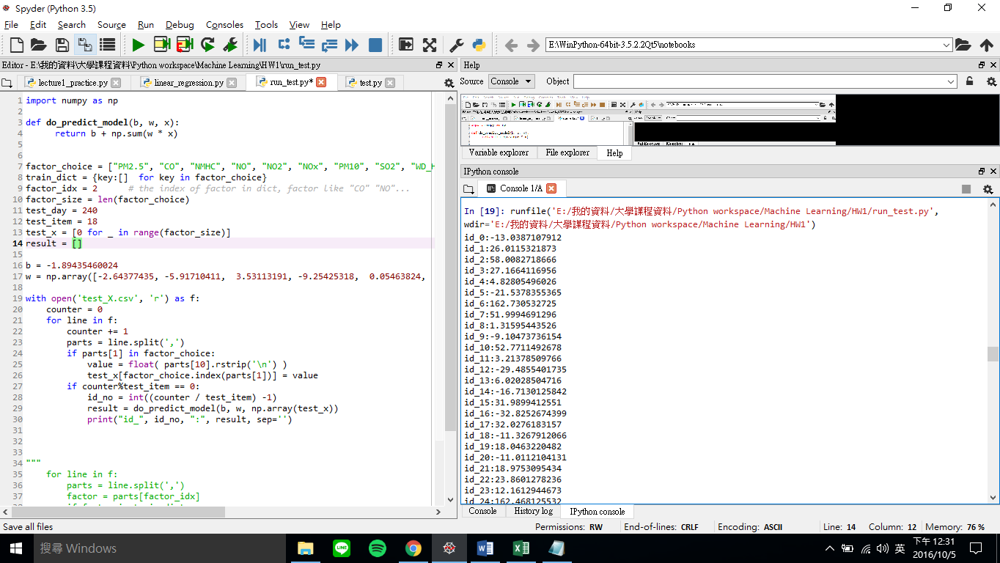 Spyder (Python 3.5)
File Edit Search Source Run Debug Consoles Tools View Help
E:\WinPython-64bit-3.5.2.2Qt5\notebooks
Editor - E:\我的資料\大學課程資料\Python workspace\Machine Learning\HW1\run_test.py
lecture1_practice.py linear_regression.py run_test.py* test.py
1 import numpy as np
2
3 def do_predict_model(b, w, x):
4 return b + np.sum(w * x)
5
6
7 factor_choice = ["PM2.5", "CO", "NMHC", "NO", "NO2", "NOx", "PM10", "SO2", "WD_H
8 train_dict = {key:[] for key in factor_choice}
9 factor_idx = 2 # the index of factor in dict, factor like "CO" "NO"...
10 factor_size = len(factor_choice)
11 test_day = 240
12 test_item = 18
13 test_x = [0 for _ in range(factor_size)]
14 result = []
15
16 b = -1.89435460024
17 w = np.array([-2.64377435, -5.91710411, 3.53113191, -9.25425318, 0.05463824,
18
19 with open('test_X.csv', 'r') as f:
20 counter = 0
21 for line in f:
22 counter += 1
23 parts = line.split(',')
24 if parts[1] in factor_choice:
25 value = float( parts[10].rstrip('\n') )
26 test_x[factor_choice.index(parts[1])] = value
27 if counter%test_item == 0:
28 id_no = int((counter / test_item) -1)
29 result = do_predict_model(b, w, np.array(test_x))
30 print("id_", id_no, ":", result, sep='')
31
32
33
34 """
35 for line in f:
36 parts = line.split(',')
37 factor = parts[factor_idx]
Help
Source Console Object
Variable explorer File explorer Help
IPython console
Console 1/A
In [19]: runfile('E:/我的資料/大學課程資料/Python workspace/Machine Learning/HW1/run_test.py',
wdir='E:/我的資料/大學課程資料/Python workspace/Machine Learning/HW1')
id_0:-13.0387107912
id_1:26.0115321873
id_2:58.0082718666
id_3:27.1664116956
id_4:4.82805496026
id_5:-21.5378355365
id_6:162.730532725
id_7:51.9994691296
id_8:1.31595443526
id_9:-9.10473736154
id_10:52.7711492678
id_11:3.21378509766
id_12:-29.4855401735
id_13:6.02028504716
id_14:-16.7130125842
id_15:31.9899412551
id_16:-32.8252674399
id_17:32.0276183157
id_18:-11.3267912066
id_19:18.0463220482
id_20:-11.0112104131
id_21:18.9753095434
id_22:23.8601278236
id_23:12.1612944673
id_24:162.468125532
Console History log IPython console
Save all files Permissions: RW End-of-lines: CRLF Encoding: ASCII Line: 14 Column: 12 Memory: 76 %
搜尋 Windows
英 下午 12:31
2016/10/5